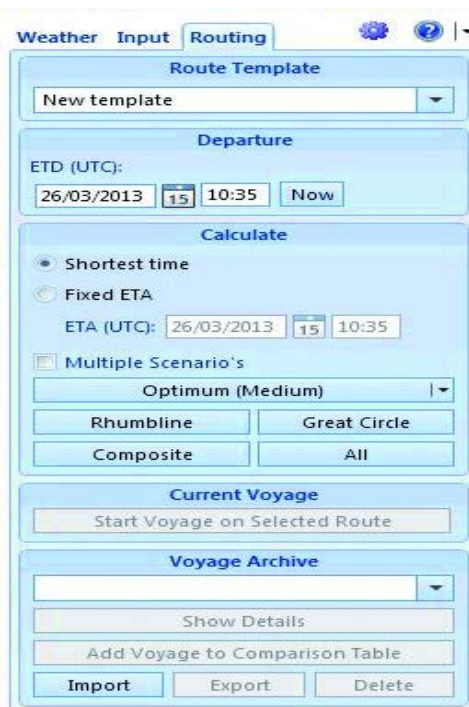 Weather Input Routing
Route Template
New template
Departure
ETD (UTC):
26/03/2013 15 10:35 Now
Calculate
Shortest time
Fixed ETA
ETA (UTC): 26/03/2013 15 10:35
Multiple Scenario's
Optimum (Medium)
Rhumbline Great Circle
Composite All
Current Voyage
Start Voyage on Selected Route
Voyage Archive
Show Details
Add Voyage to Comparison Table
Import Export Delete